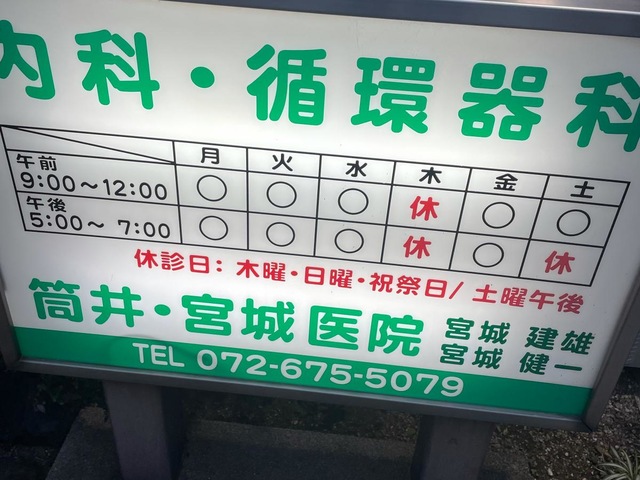 内科・循環器科
月 火 水 木 金 土
午前 9:00～12:00 ○ ○ ○ 休 ○ ○
午後 5:00～ 7:00 ○ ○ ○ 休 ○ 休
休診日: 木曜・日曜・祝祭日/ 土曜午後
筒井・宮城医院
宮城 建雄
宮城 健一
TEL 072-675-5079